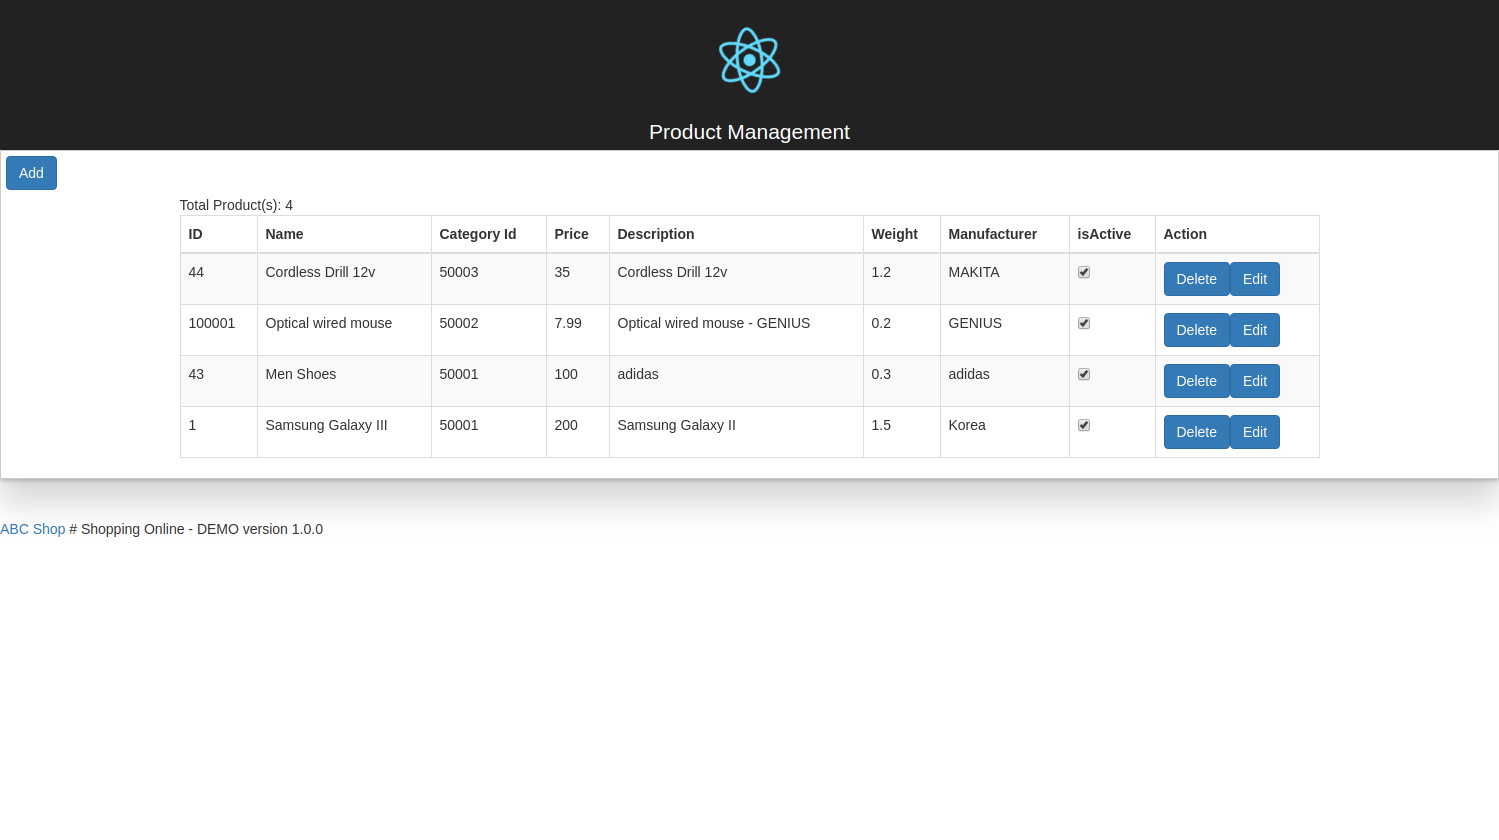 Product Management
Add
Total Product(s): 4
ID Name Category Id Price Description Weight Manufacturer isActive Action
44 Cordless Drill 12v 50003 35 Cordless Drill 12v 1.2 MAKITA Delete Edit
100001 Optical wired mouse 50002 7.99 Optical wired mouse - GENIUS 0.2 GENIUS Delete Edit
43 Men Shoes 50001 100 adidas 0.3 adidas Delete Edit
1 Samsung Galaxy III 50001 200 Samsung Galaxy II 1.5 Korea Delete Edit
ABC Shop # Shopping Online - DEMO version 1.0.0